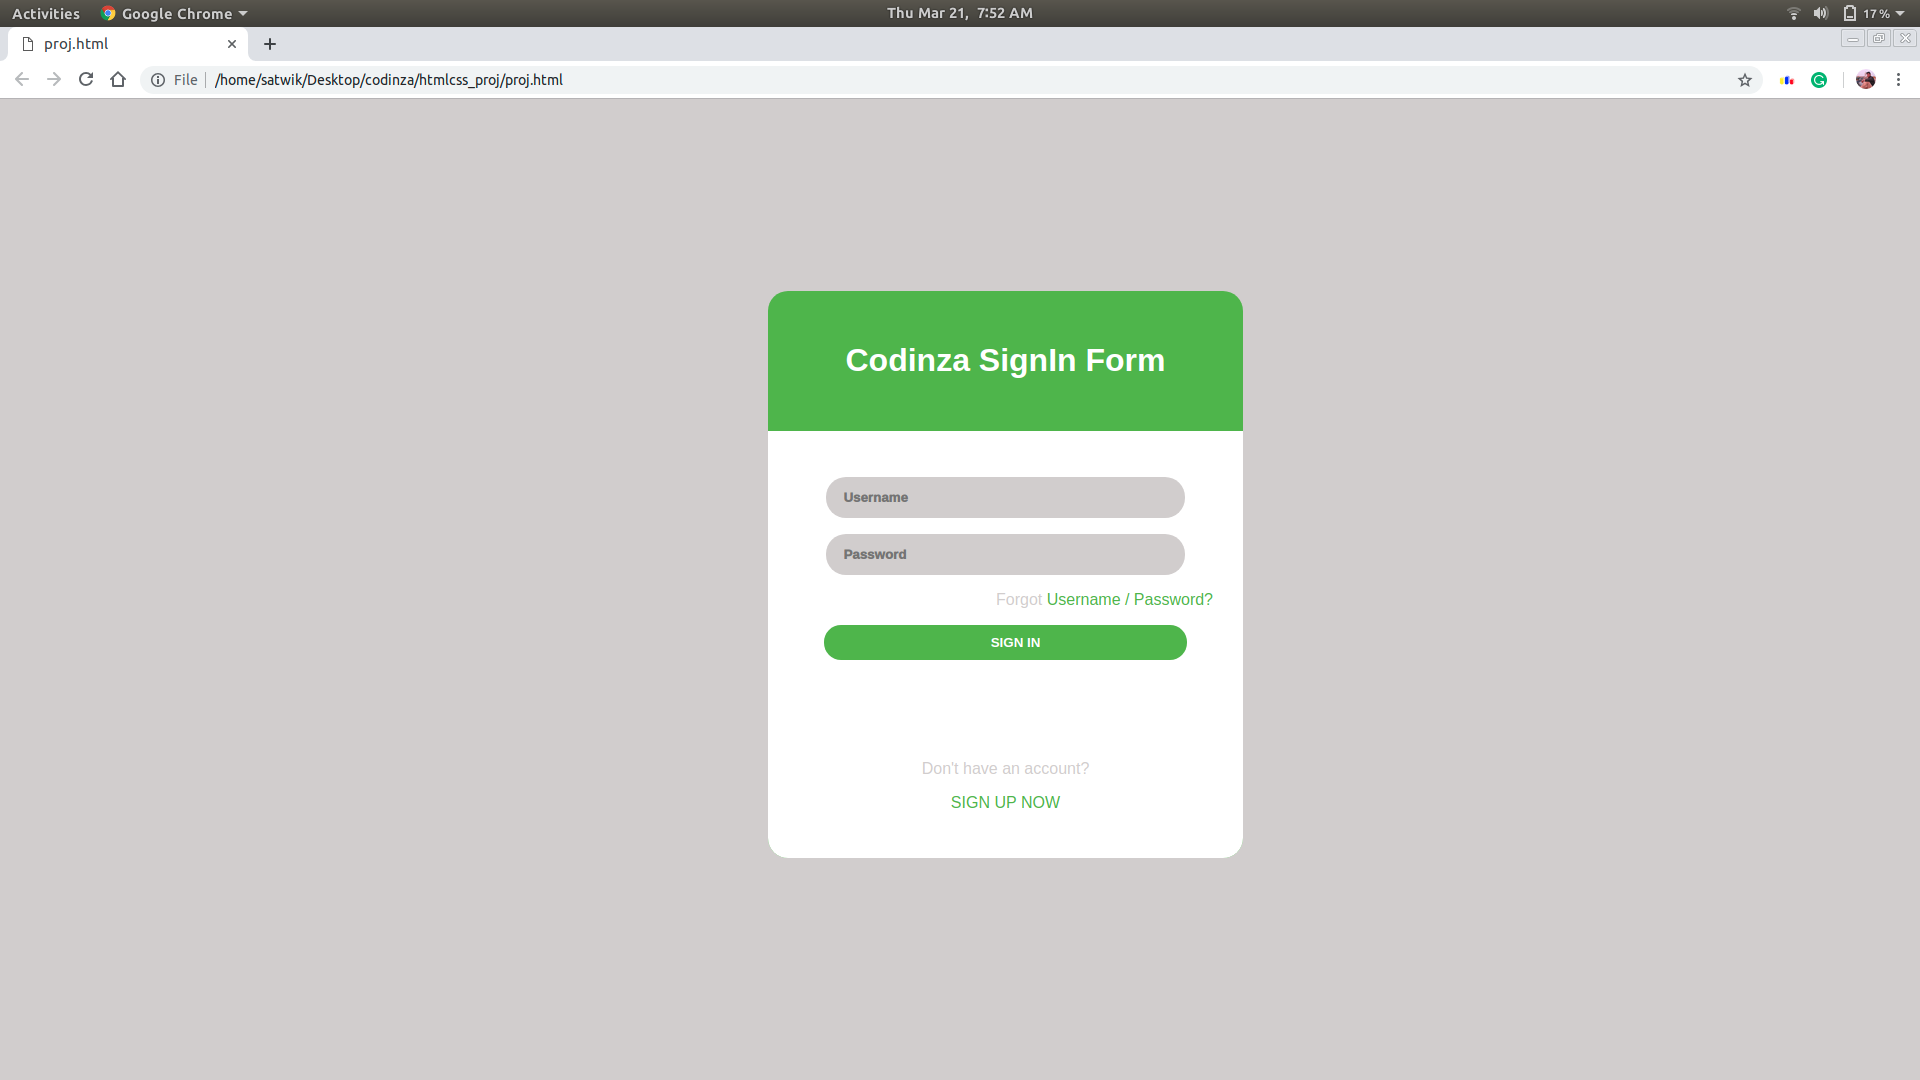 Activities Google Chrome Thu Mar 21, 7:52 AM 17 %
proj.html
File /home/satwik/Desktop/codinza/htmlcss_proj/proj.html
Codinza SignIn Form
Username
Password
Forgot Username / Password?
SIGN IN
Don't have an account?
SIGN UP NOW